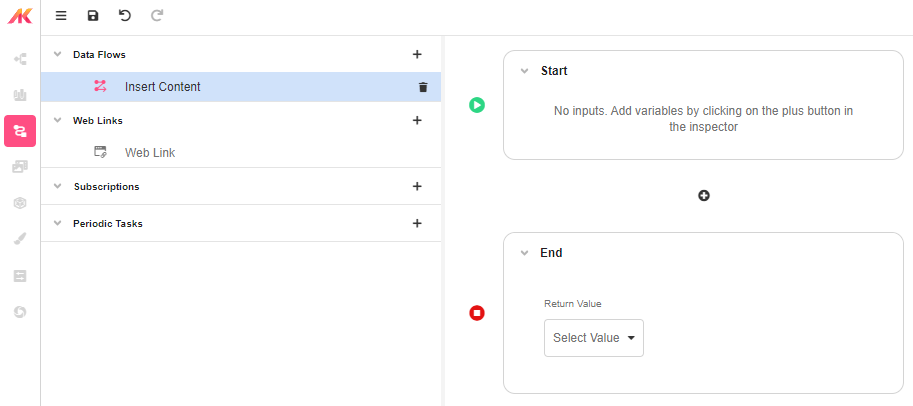 Data Flows
Insert Content
Web Links
Web Link
Subscriptions
Periodic Tasks
Start
No inputs. Add variables by clicking on the plus button in
the inspector
End
Return Value
Select Value